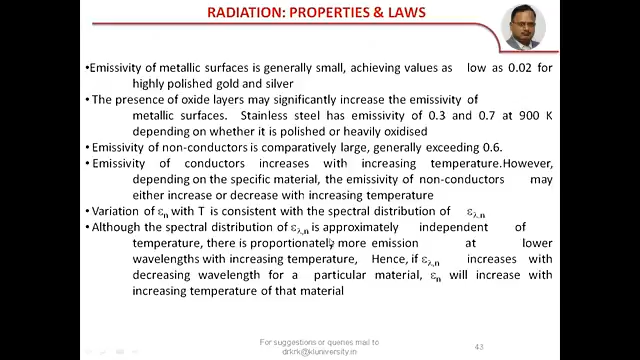 RADIATION: PROPERTIES & LAWS
•Emissivity of metallic surfaces is generally small, achieving values as low as 0.02 for
highly polished gold and silver
• The presence of oxide layers may significantly increase the emissivity of
metallic surfaces. Stainless steel has emissivity of 0.3 and 0.7 at 900 K
depending on whether it is polished or heavily oxidised
• Emissivity of non-conductors is comparatively large, generally exceeding 0.6.
• Emissivity of conductors increases with increasing temperature.However,
depending on the specific material, the emissivity of non-conductors may
either increase or decrease with increasing temperature
• Variation of εn with T is consistent with the spectral distribution of ελ,n
• Although the spectral distribution of ελ,n is approximately independent of
temperature, there is proportionately more emission at lower
wavelengths with increasing temperature, Hence, if ελ,n increases with
decreasing wavelength for a particular material, εn will increase with
increasing temperature of that material
For suggestions or queries mail to
drkrk@kluniversity.in
43